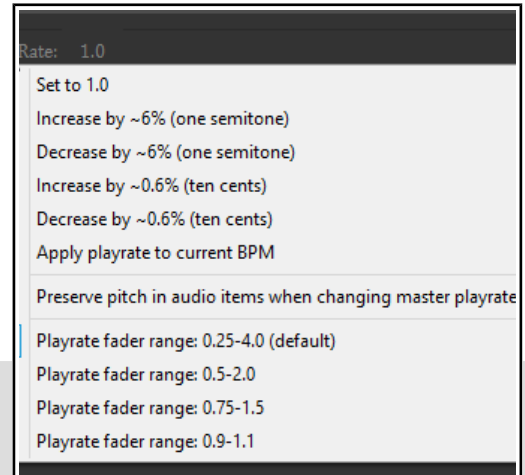 Rate: 1.0
Set to 1.0
Increase by ~6% (one semitone)
Decrease by ~6% (one semitone)
Increase by ~0.6% (ten cents)
Decrease by ~0.6% (ten cents)
Apply playrate to current BPM
Preserve pitch in audio items when changing master playrate
Playrate fader range: 0.25-4.0 (default)
Playrate fader range: 0.5-2.0
Playrate fader range: 0.75-1.5
Playrate fader range: 0.9-1.1